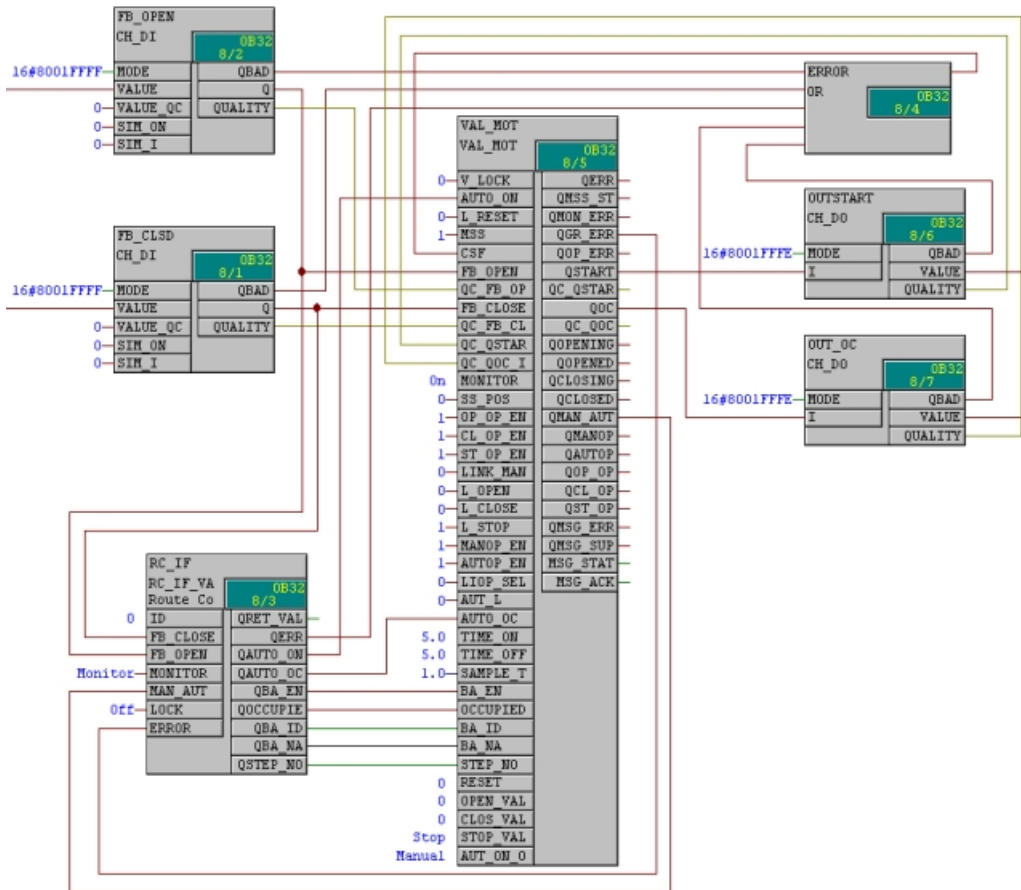 FB_OPEN
CH_DI
OB32
8/2
16#8001FFFF MODE QBAD
VALUE Q
0 VALUE_QC QUALITY
0 SIM_ON
0 SIM_I
FB_CLSD
CH_DI
OB32
8/1
16#8001FFFF MODE QBAD
VALUE Q
0 VALUE_QC QUALITY
0 SIM_ON
0 SIM_I
RC_IF
RC_IF_VA
Route Co
OB32
8/3
0 ID QRET_VAL
FB_CLOSE QERR
FB_OPEN QAUTO_ON
Monitor MONITOR QAUTO_OC
MAN_AUT QBA_EN
Off LOCK QOCCUPIE
ERROR QBA_ID
QBA_NA
QSTEP_NO
VAL_MOT
VAL_MOT
OB32
8/5
0 V_LOCK QERR
AUTO_ON QMSS_ST
0 L_RESET QMON_ERR
1 MSS QGR_ERR
CSF QOP_ERR
FB_OPEN QSTART
QC_FB_OP QC_QSTAR
FB_CLOSE QOC
QC_FB_CL QC_QOC
QC_QSTAR QOPENING
QC_QOC_I QOPENED
On MONITOR QCLOSING
0 SS_POS QCLOSED
1 OP_OP_EN QMAN_AUT
1 CL_OP_EN QMANOP
1 ST_OP_EN QAUTOP
0 LINK_MAN QOP_OP
0 L_OPEN QCL_OP
0 L_CLOSE QST_OP
1 L_STOP QMSG_ERR
1 MANOP_EN QMSG_SUP
1 AUTOP_EN MSG_STAT
0 LIOP_SEL MSG_ACK
0 AUT_L
AUTO_OC
5.0 TIME_ON
5.0 TIME_OFF
1.0 SAMPLE_T
BA_EN
OCCUPIED
BA_ID
BA_NA
STEP_NO
0 RESET
0 OPEN_VAL
0 CLOS_VAL
Stop STOP_VAL
Manual AUT_ON_O
ERROR
OR
OB32
8/4
OUTSTART
CH_DO
OB32
8/6
16#8001FFFE MODE QBAD
I VALUE
QUALITY
OUT_OC
CH_DO
OB32
8/7
16#8001FFFE MODE QBAD
I VALUE
QUALITY